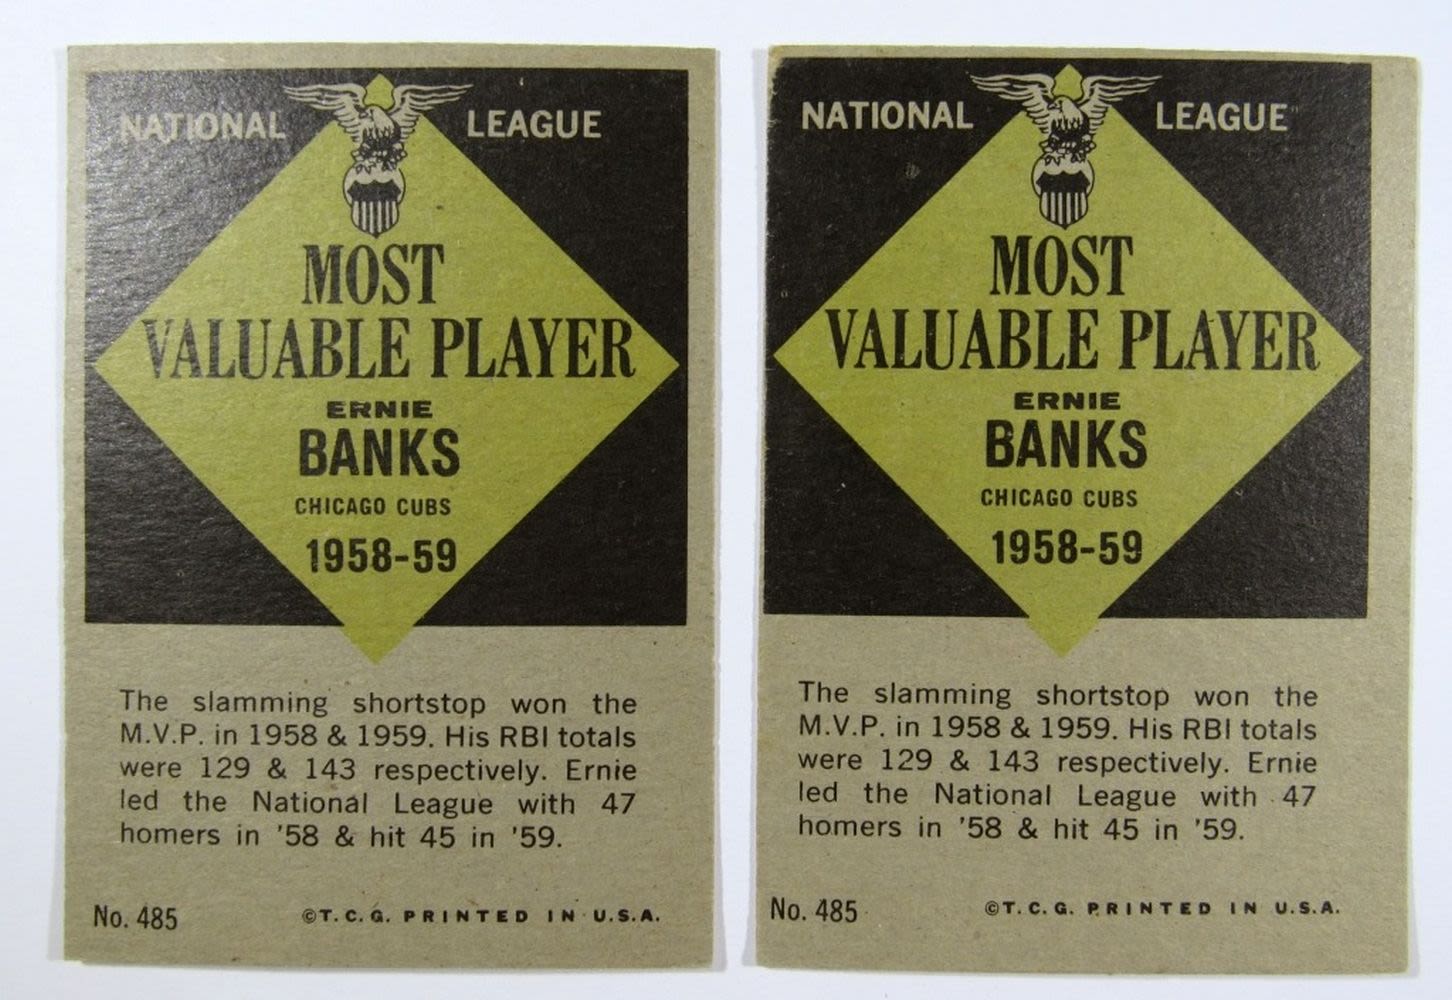 NATIONAL LEAGUE
MOST
VALUABLE PLAYER
ERNIE
BANKS
CHICAGO CUBS
1958-59
The slamming shortstop won the
M.V.P. in 1958 & 1959. His RBI totals
were 129 & 143 respectively. Ernie
led the National League with 47
homers in '58 & hit 45 in '59.
No. 485 ©T.C.G. PRINTED IN U.S.A.
NATIONAL LEAGUE
MOST
VALUABLE PLAYER
ERNIE
BANKS
CHICAGO CUBS
1958-59
The slamming shortstop won the
M.V.P. in 1958 & 1959. His RBI totals
were 129 & 143 respectively. Ernie
led the National League with 47
homers in '58 & hit 45 in '59.
No. 485 ©T.C.G. PRINTED IN U.S.A.